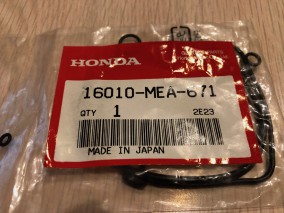 HONDA
16010-MEA-671
QTY 1 2E23
MADE IN JAPAN